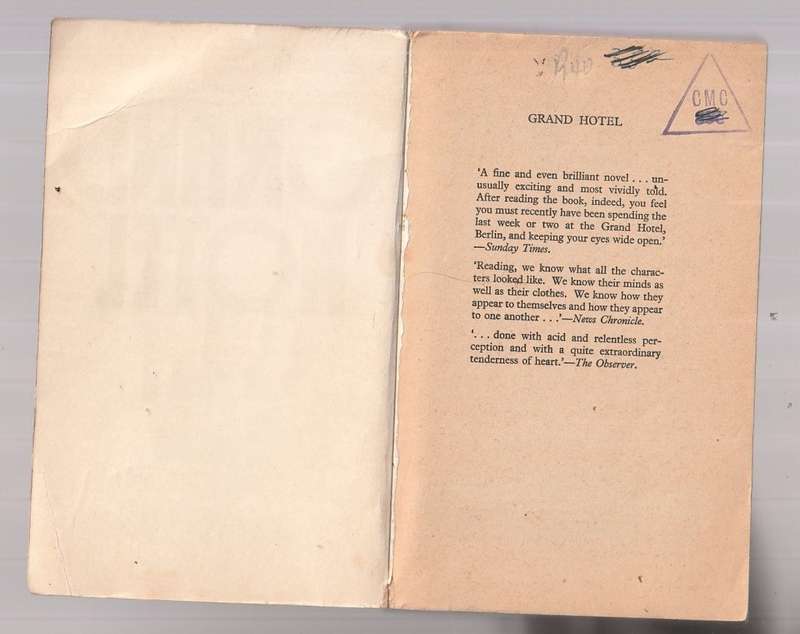 CMC
GRAND HOTEL
'A fine and even brilliant novel . . . un-
usually exciting and most vividly told.
After reading the book, indeed, you feel
you must recently have been spending the
last week or two at the Grand Hotel,
Berlin, and keeping your eyes wide open.'
—Sunday Times.
'Reading, we know what all the charac-
ters looked like. We know their minds as
well as their clothes. We know how they
appear to themselves and how they appear
to one another . . .'—News Chronicle.
'. . . done with acid and relentless per-
ception and with a quite extraordinary
tenderness of heart.'—The Observer.